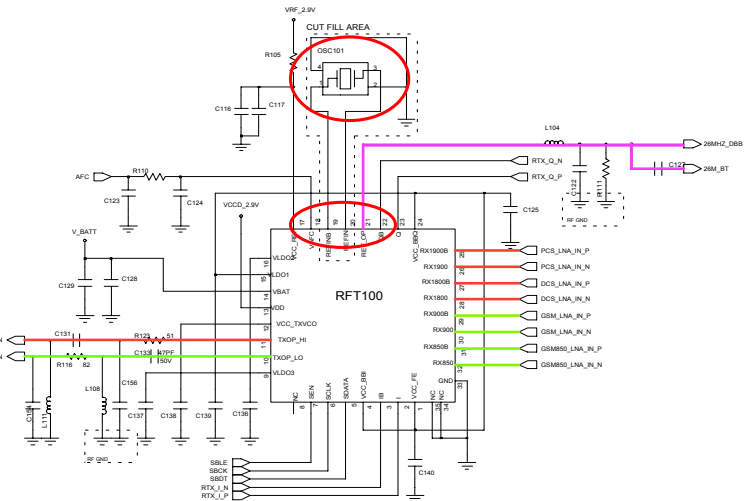 VRF_2.9V
CUT FILL AREA
OSC101
R105
4
3
2
C116
C117
L104
26MHZ_DBB
C127
26M_BT
C122
R111
RF GND
RTX_Q_N
RTX_Q_P
AFC
R110
C123
C124
VCCD_2.9V
C125
V_BATT
C129
C128
17
18
19
20
21
22
23
24
VAFC
REFINB
REFIN
QB
Q
VCC_BBQ
RFT100
16
VLDO2
15
VLDO1
14
VBAT
13
VDD
12
VCC_TXVCO
11
TXOP_HI
10
TXOP_LO
9
VLDO3
RX1900B
25
PCS_LNA_IN_P
RX1900
26
PCS_LNA_IN_N
RX1800B
27
DCS_LNA_IN_P
RX1800
28
DCS_LNA_IN_N
RX900B
29
GSM_LNA_IN_P
RX900
30
GSM_LNA_IN_N
RX850B
31
GSM850_LNA_IN_P
RX850
32
GSM850_LNA_IN_N
GND
33
N
C131
R123
51
N
R116
82
C133
47PF
50V
L108
C156
L111
RF GND
C137
C138
C139
C136
NC
SEN
SCLK
SDATA
VCC_BBI
IB
I
VCC_FE
NC
NC
8
7
6
5
4
3
2
1
35
34
C140
SBLE
SBCK
SBDT
RTX_I_N
RTX_I_P